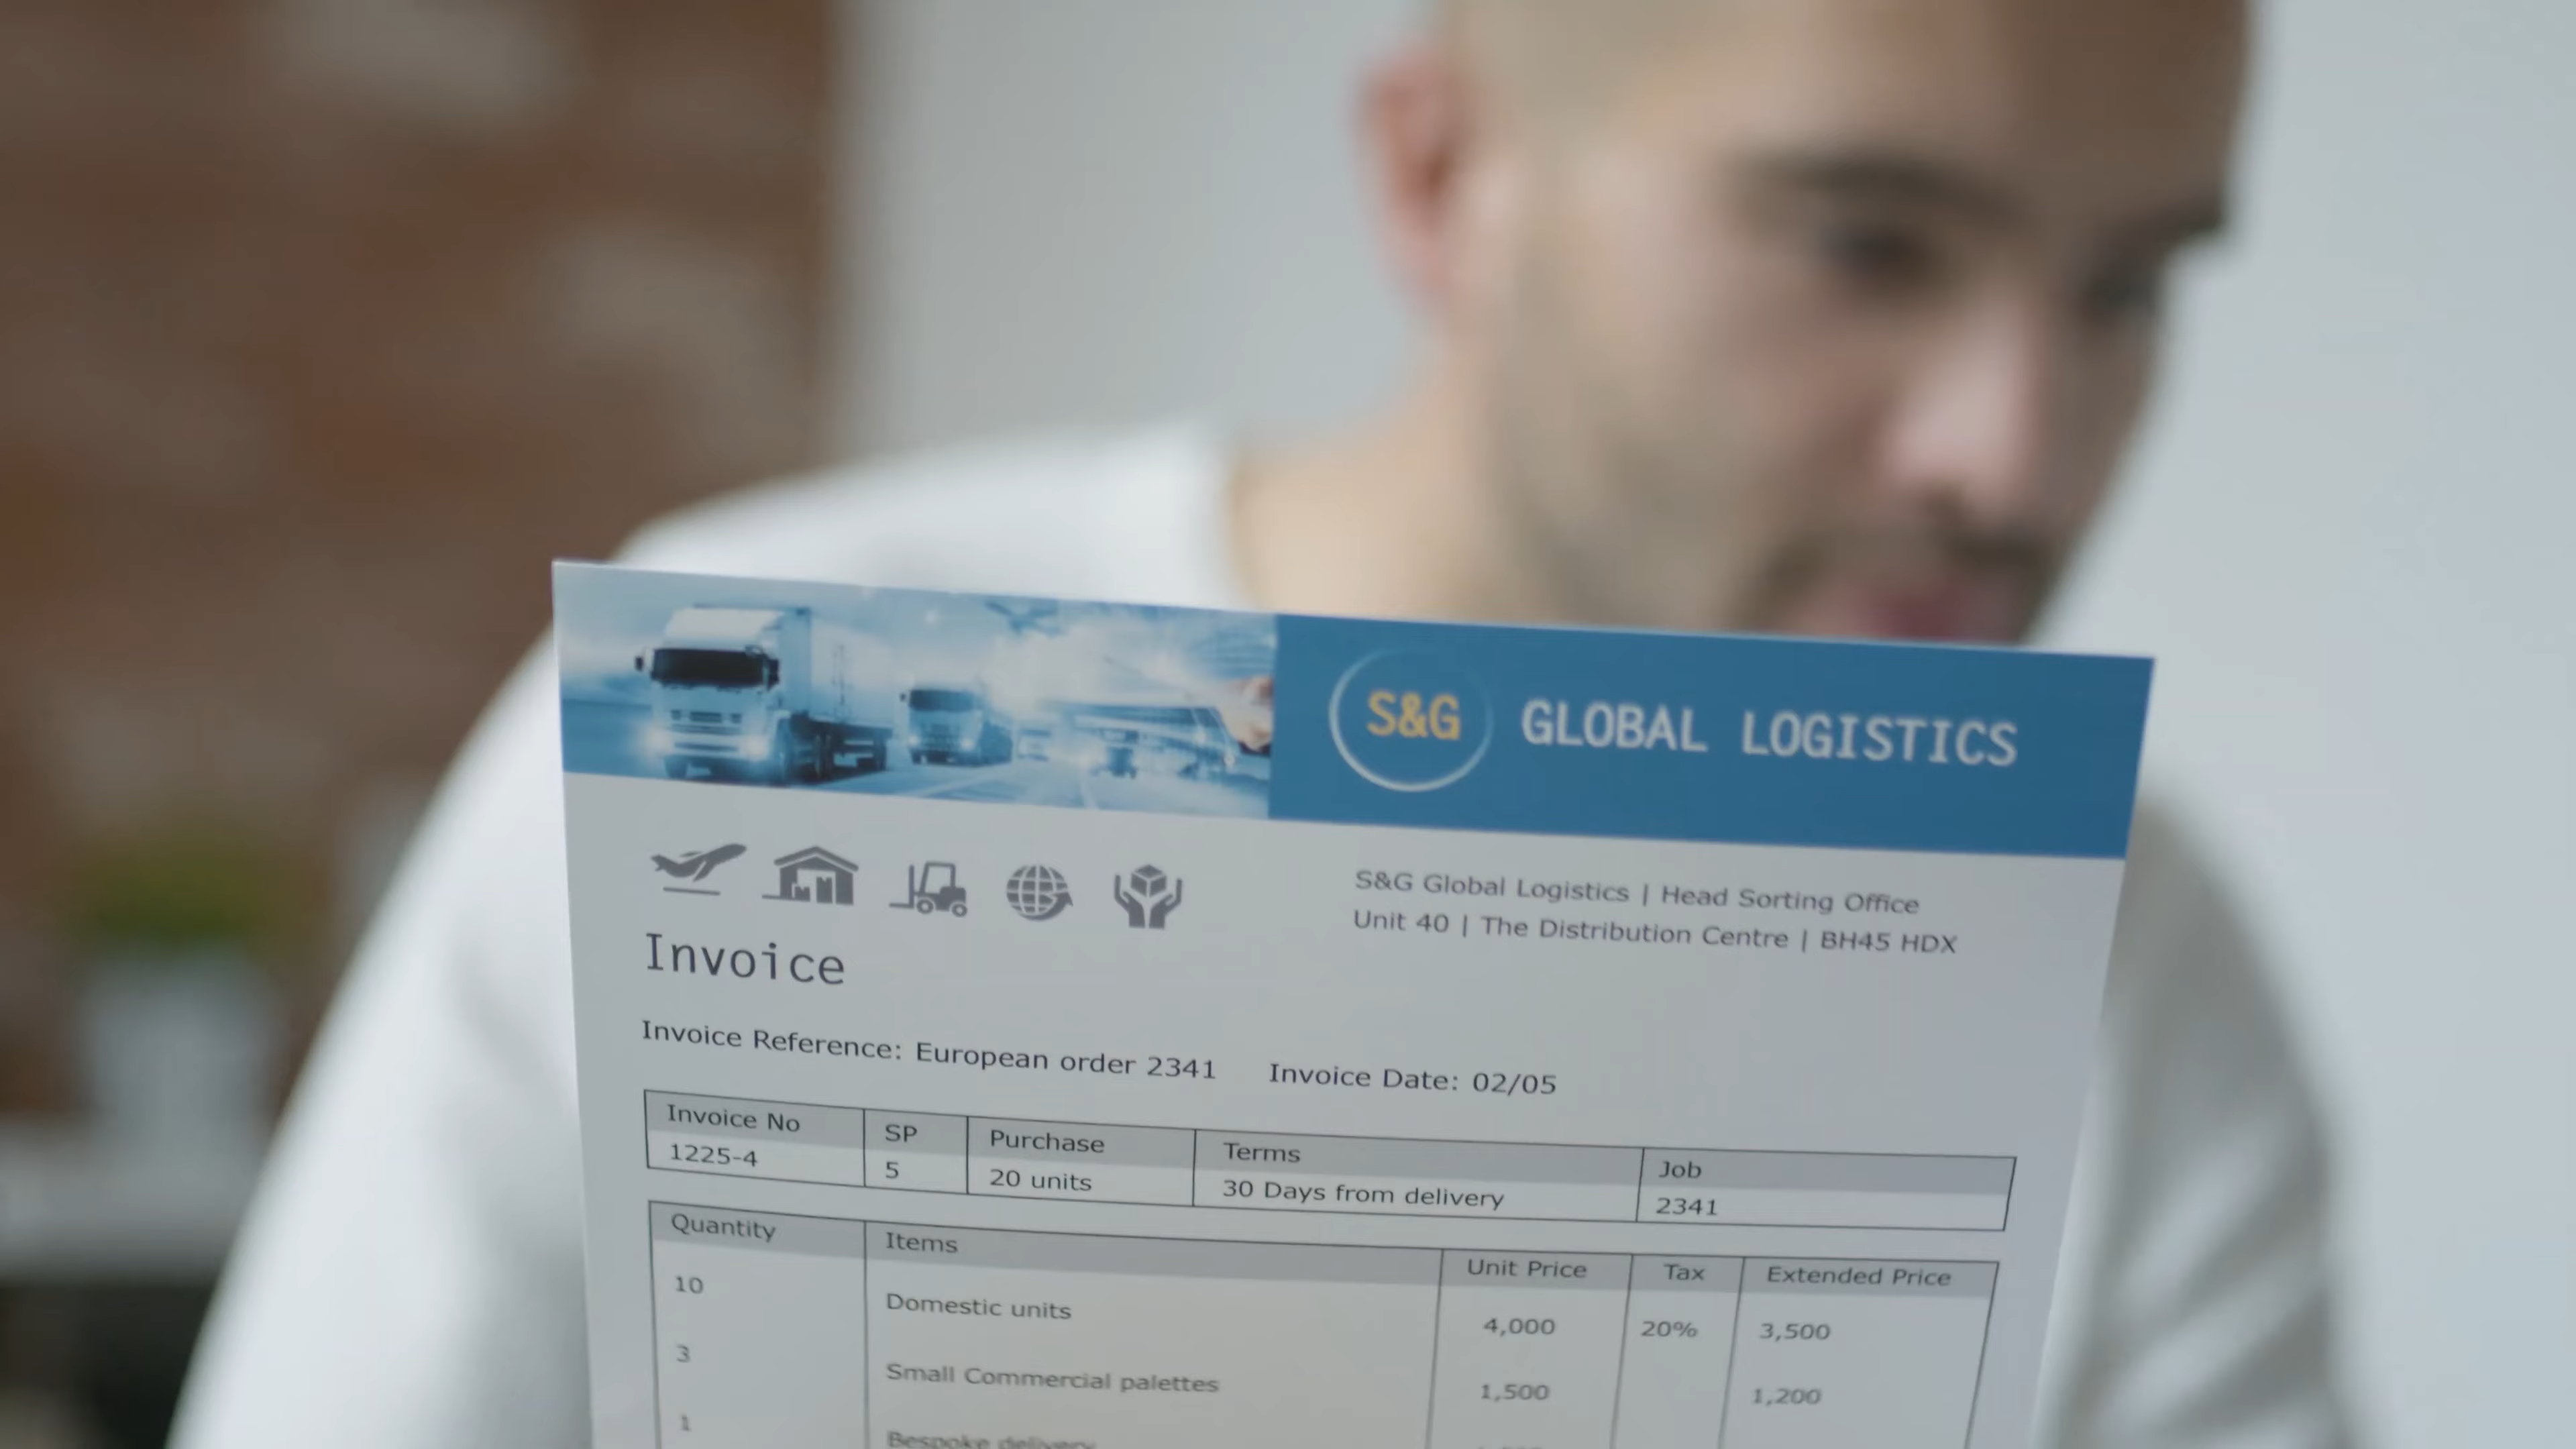 S&G GLOBAL LOGISTICS
S&G Global Logistics | Head Sorting Office
Unit 40 | The Distribution Centre | BH45 HDX
Invoice
Invoice Reference: European order 2341 Invoice Date: 02/05
Invoice No SP Purchase Terms Job
1225-4 5 20 units 30 Days from delivery 2341
Quantity Items Unit Price Tax Extended Price
10 Domestic units 4,000 20% 3,500
3 Small Commercial palettes 1,500 1,200
1 Bespoke delivery